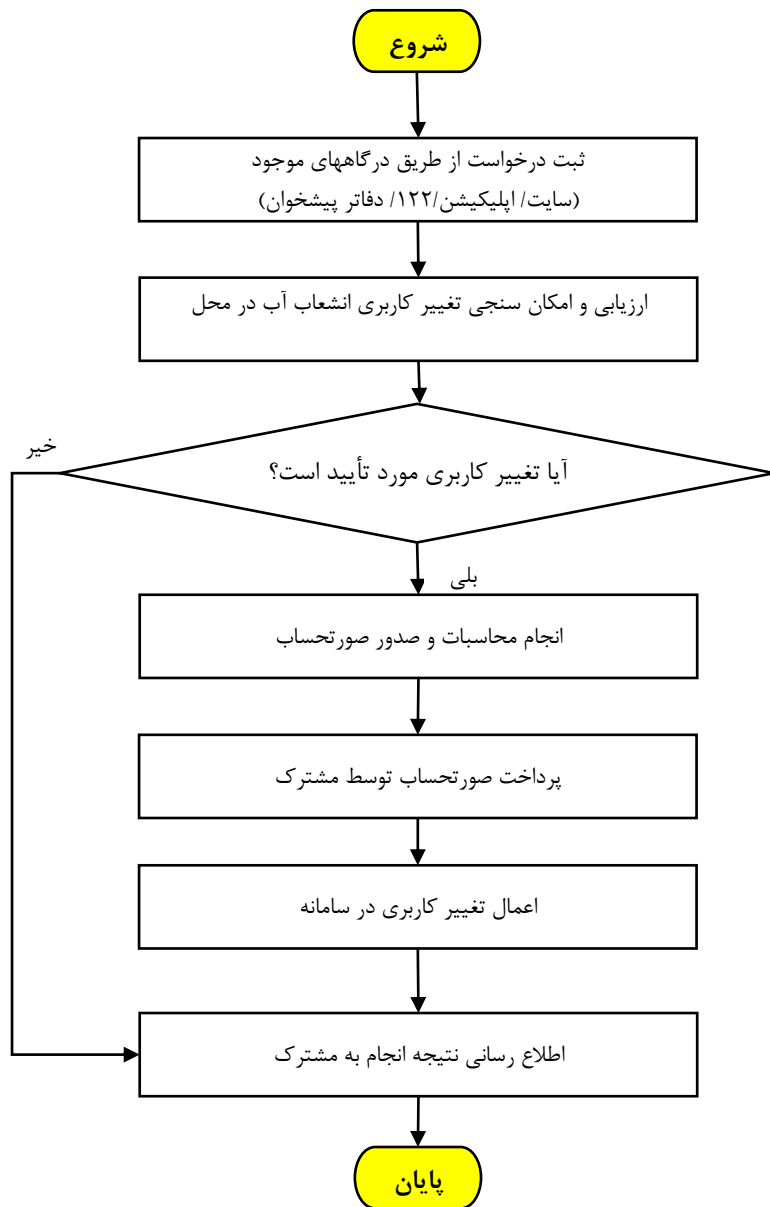 شروع
ثبت درخواست از طریق درگاههای موجود
(سایت/ اپلیکیشن/۱۲۲/ دفاتر پیشخوان)
ارزیابی و امکان سنجی تغییر کاربری انشعاب آب در محل
آیا تغییر کاربری مورد تأیید است؟
خیر
بلی
انجام محاسبات و صدور صورتحساب
پرداخت صورتحساب توسط مشترک
اعمال تغییر کاربری در سامانه
اطلاع رسانی نتیجه انجام به مشترک
پایان